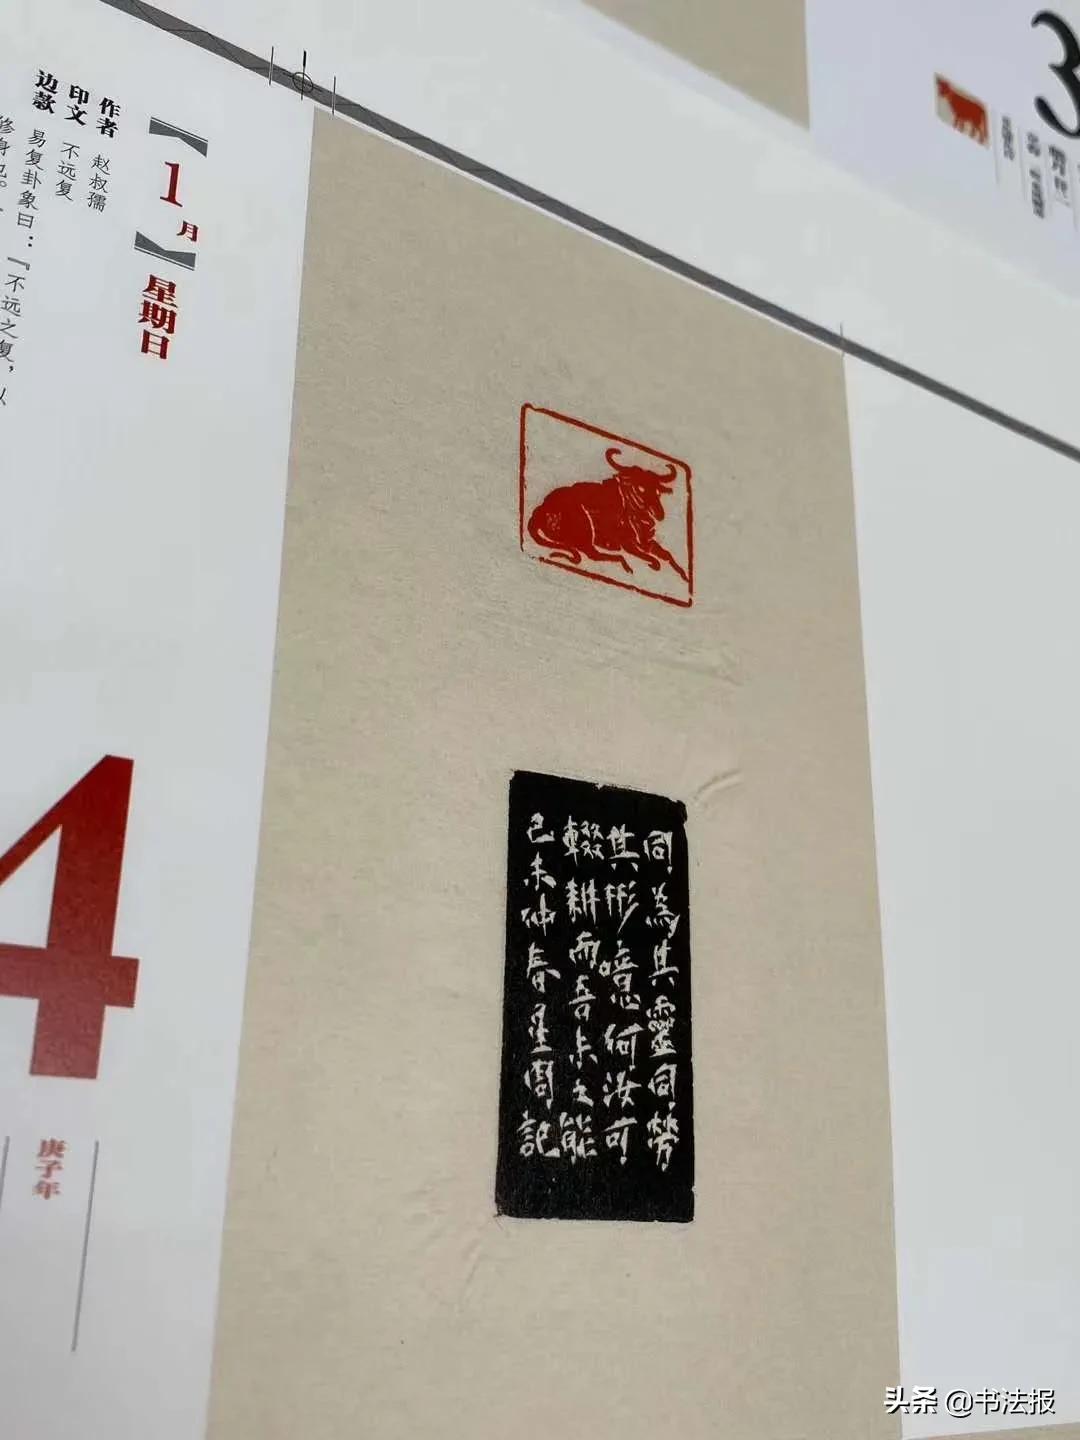 作者 赵叔孺
印文 不远复
边款 易复卦象曰：『不远之复，以
修身也。
1月
星期日
4
庚子年
3
同為其靈同勞
其形噫何汝可
輟耕而吾未之能
己未仲春星周記
头条 @书法报